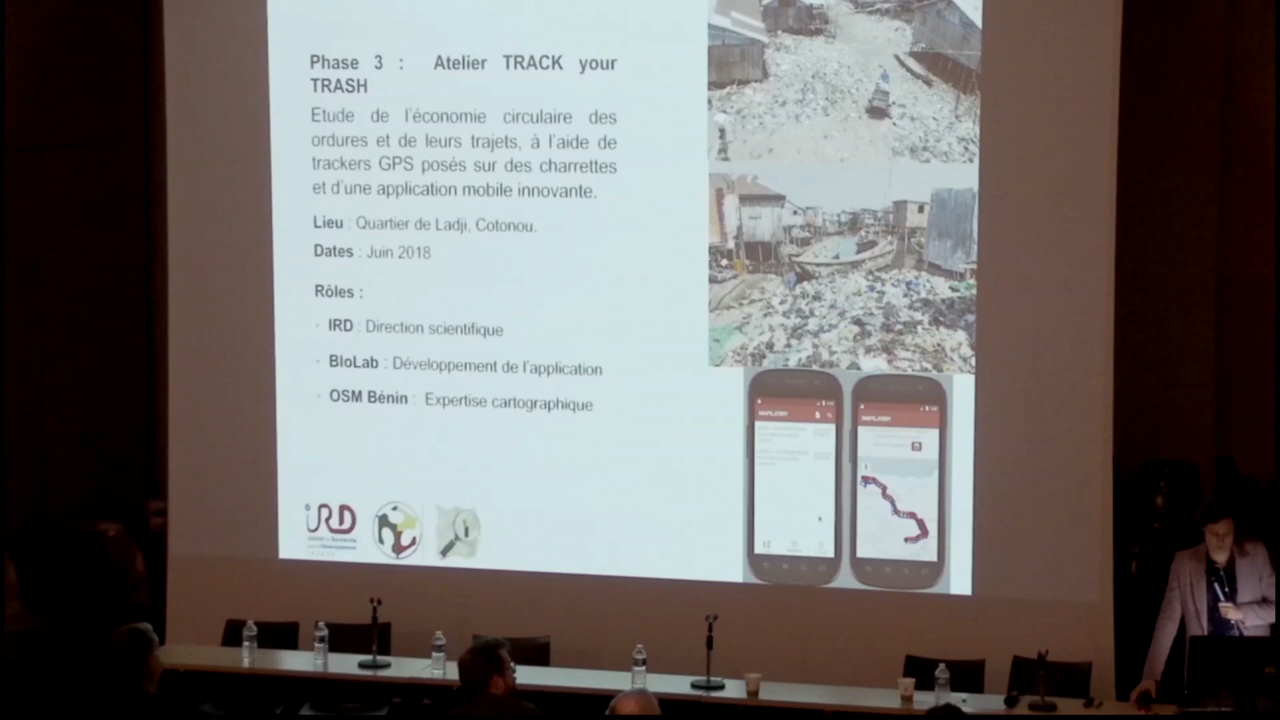 Phase 3 : Atelier TRACK your
TRASH
Etude de l'économie circulaire des
ordures et de leurs trajets, à l'aide de
trackers GPS posés sur des charrettes
et d'une application mobile innovante.
Lieu : Quartier de Ladji, Cotonou.
Dates : Juin 2018
Rôles :
IRD : Direction scientifique
BloLab : Développement de l'application
OSM Bénin : Expertise cartographique
IRD